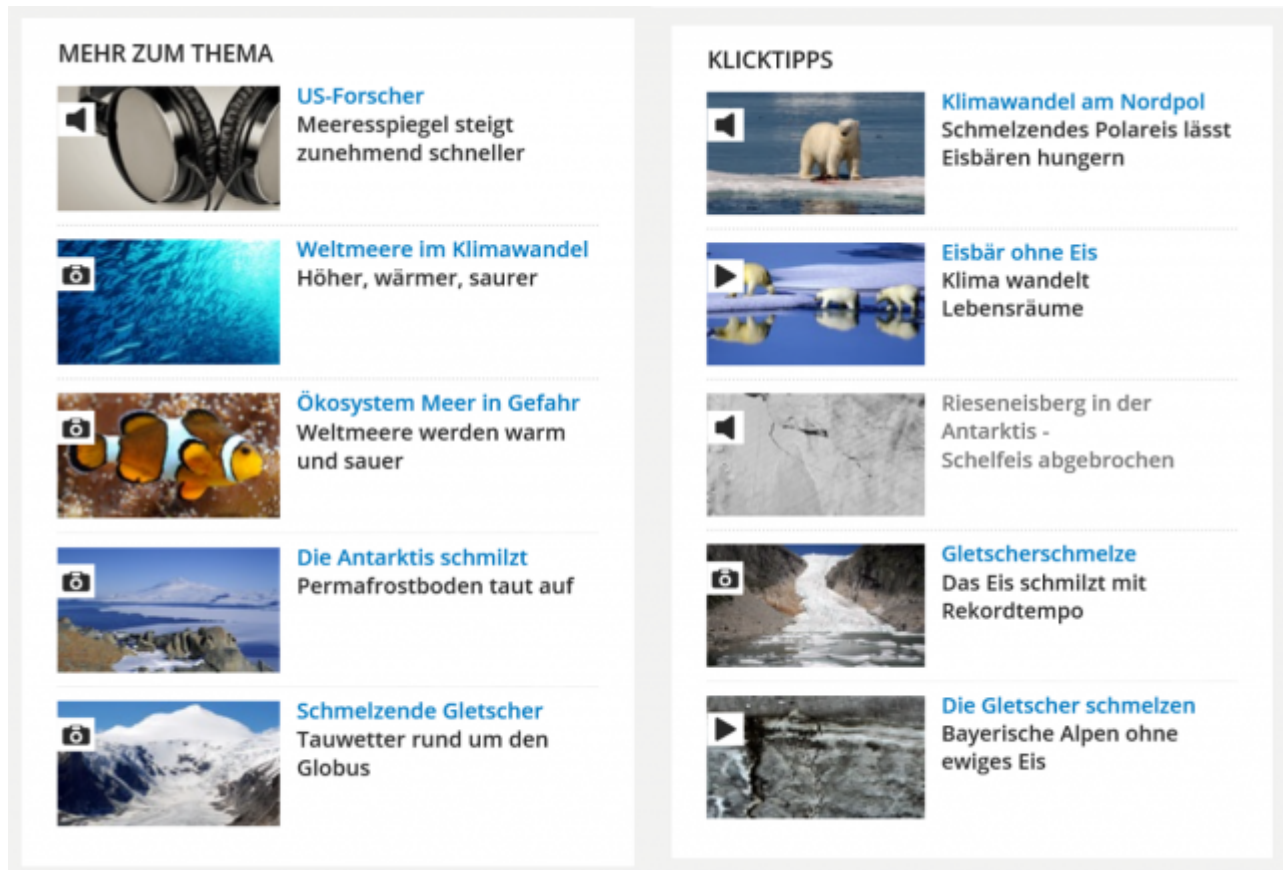 MEHR ZUM THEMA
US-Forscher
Meeresspiegel steigt
zunehmend schneller
Weltmeere im Klimawandel
Höher, wärmer, saurer
Ökosystem Meer in Gefahr
Weltmeere werden warm
und sauer
Die Antarktis schmilzt
Permafrostboden taut auf
Schmelzende Gletscher
Tauwetter rund um den
Globus
KLICKTIPPS
Klimawandel am Nordpol
Schmelzendes Polareis lässt
Eisbären hungern
Eisbär ohne Eis
Klima wandelt
Lebensräume
Rieseneisberg in der
Antarktis -
Schelfeis abgebrochen
Gletscherschmelze
Das Eis schmilzt mit
Rekordtempo
Die Gletscher schmelzen
Bayerische Alpen ohne
ewiges Eis